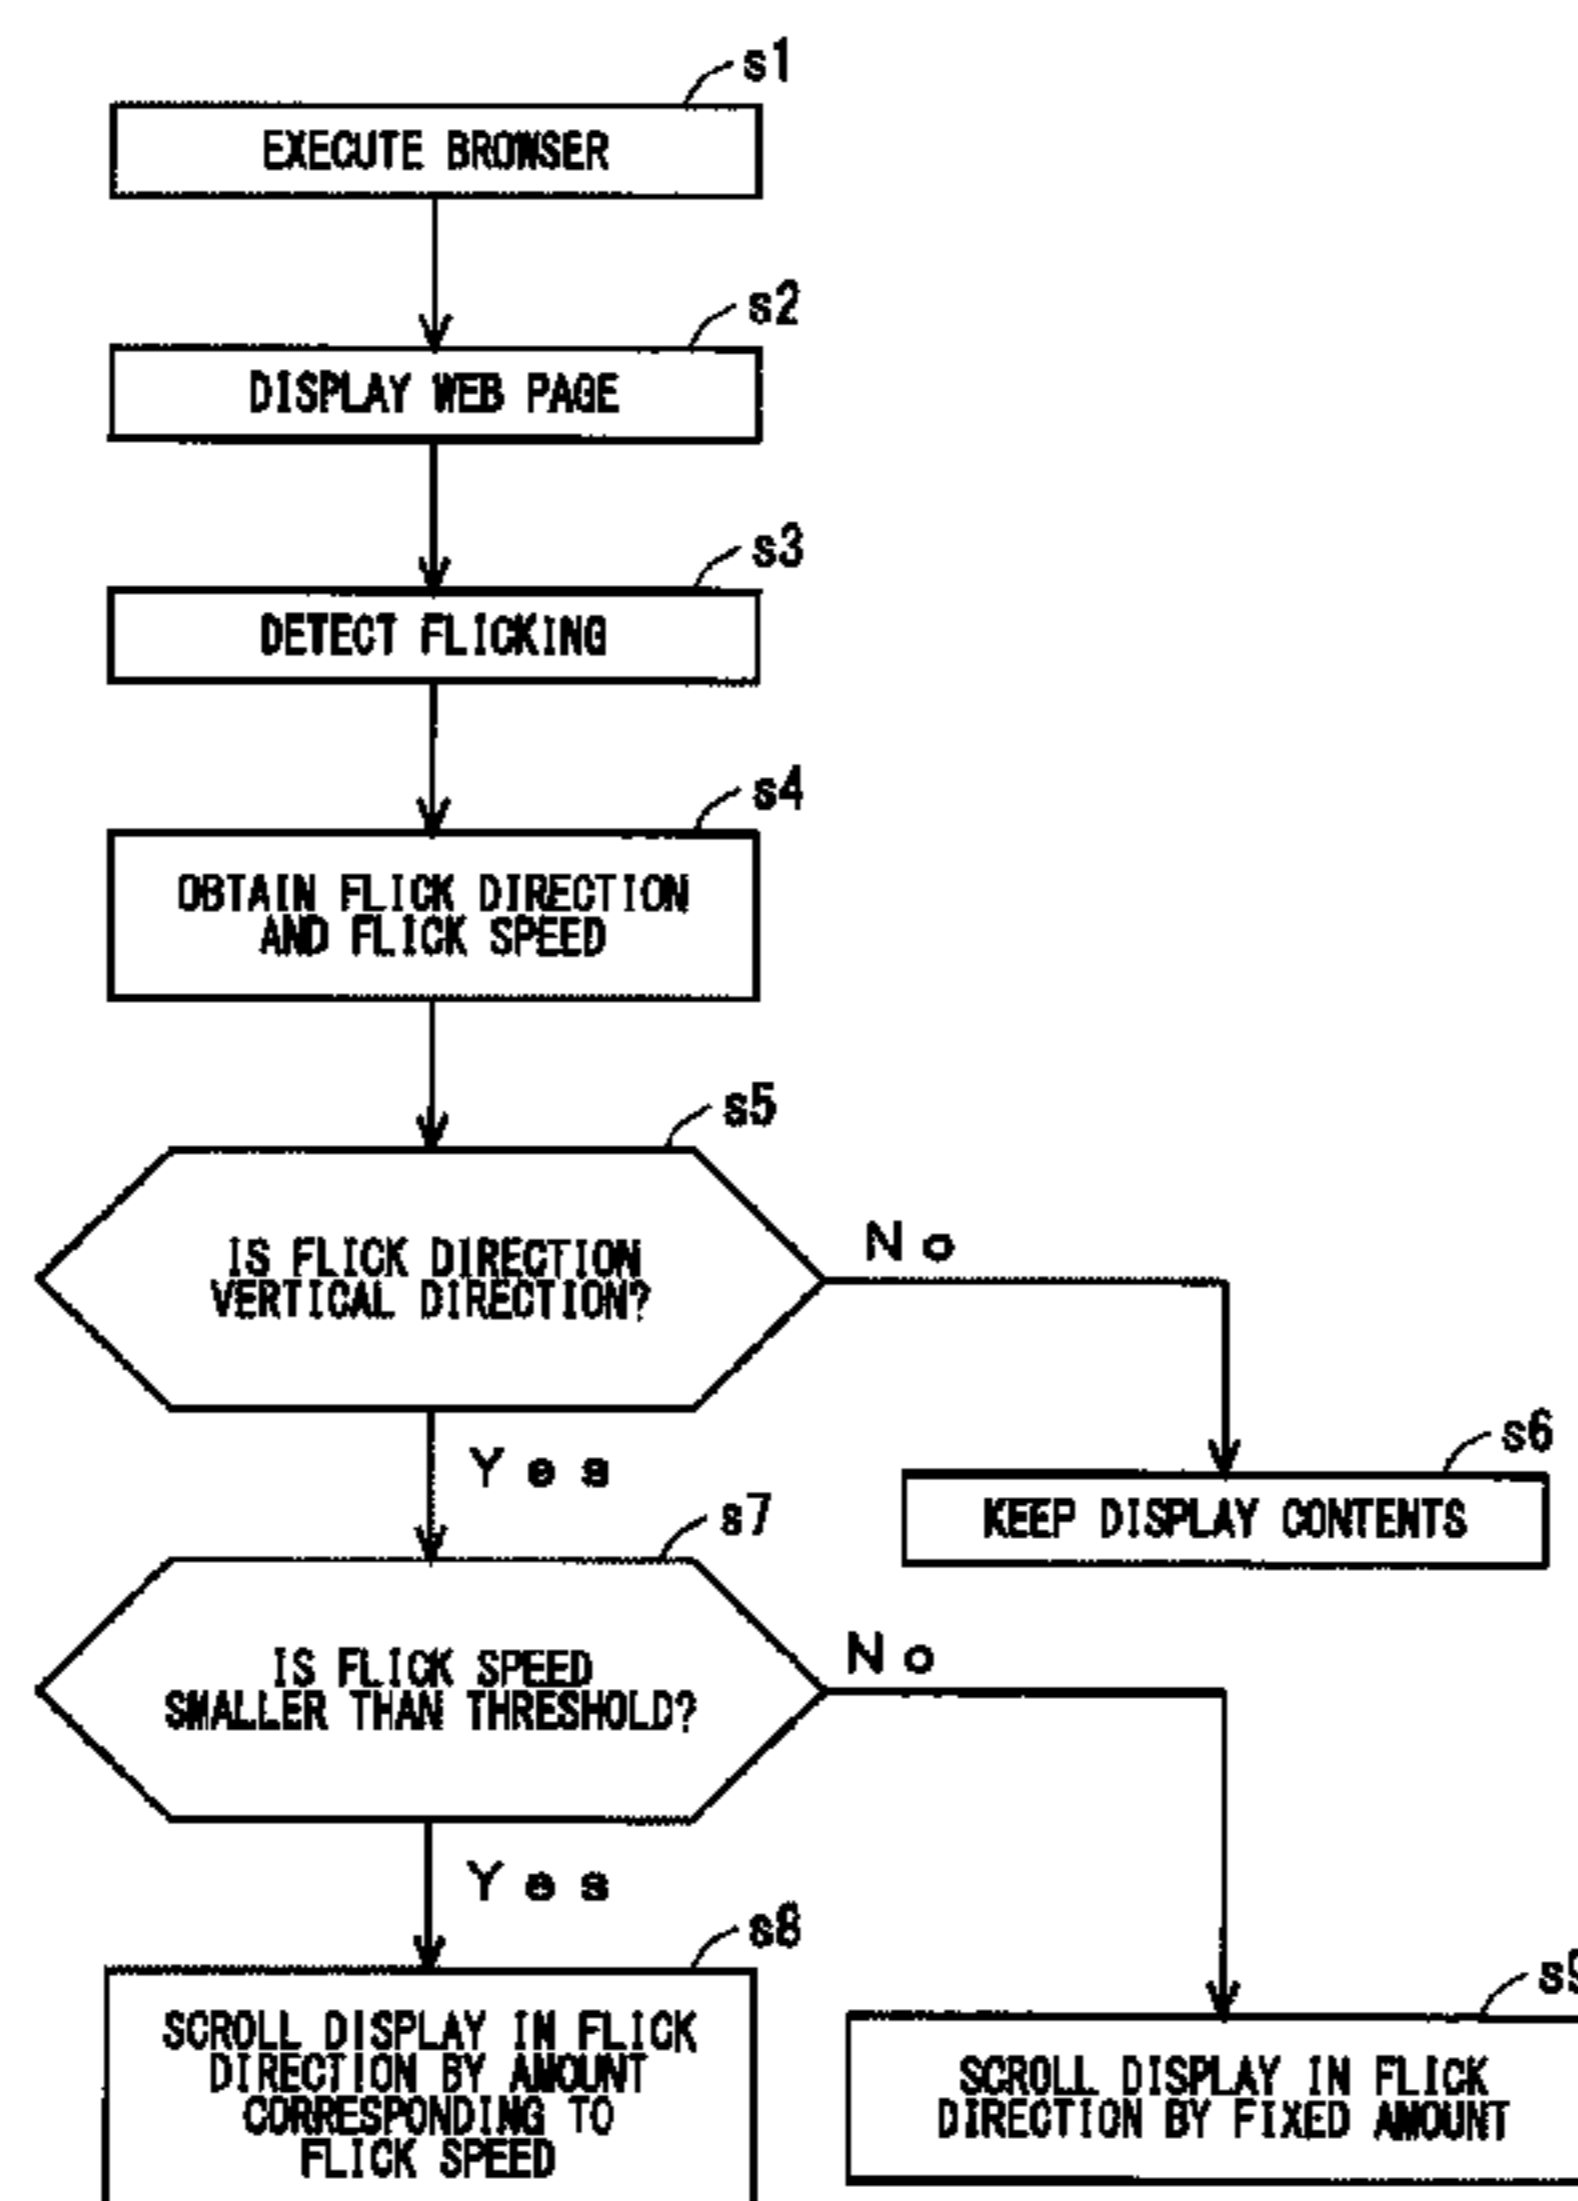 s1
EXECUTE BROWSER
s2
DISPLAY WEB PAGE
s3
DETECT FLICKING
s4
OBTAIN FLICK DIRECTION
AND FLICK SPEED
s5
IS FLICK DIRECTION
VERTICAL DIRECTION?
No
Yes
s6
KEEP DISPLAY CONTENTS
s7
IS FLICK SPEED
SMALLER THAN THRESHOLD?
No
Yes
s8
SCROLL DISPLAY IN FLICK
DIRECTION BY AMOUNT
CORRESPONDING TO
FLICK SPEED
s9
SCROLL DISPLAY IN FLICK
DIRECTION BY FIXED AMOUNT